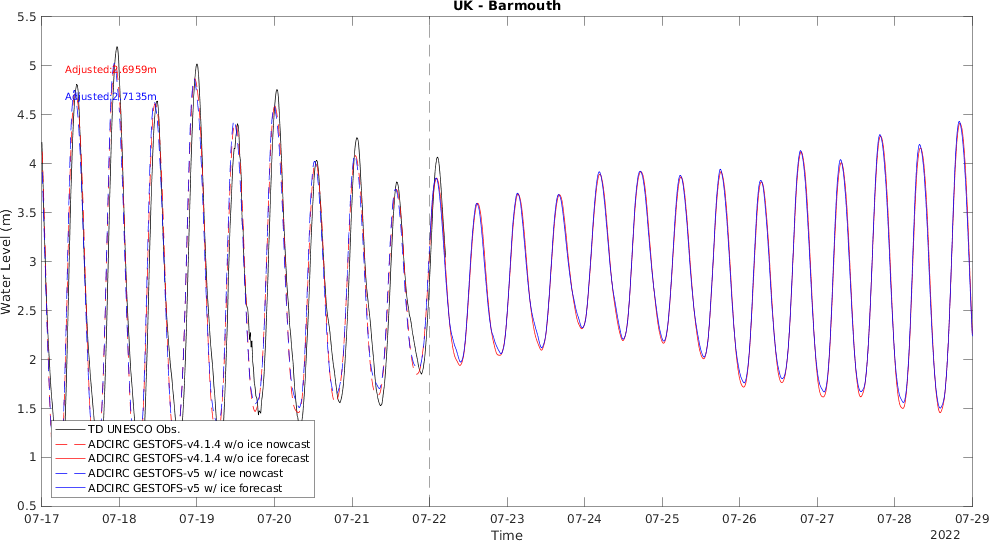 UK - Barmouth
5.5
5
4.5
4
3.5
3
2.5
2
1.5
1
0.5
Water Level (m)
Adjusted:2.6959m
Adjusted:2.7135m
TD UNESCO Obs.
ADCIRC GESTOFS-v4.1.4 w/o ice nowcast
ADCIRC GESTOFS-v4.1.4 w/o ice forecast
ADCIRC GESTOFS-v5 w/ ice nowcast
ADCIRC GESTOFS-v5 w/ ice forecast
07-17 07-18 07-19 07-20 07-21 07-22 07-23 07-24 07-25 07-26 07-27 07-28 07-29
Time
2022